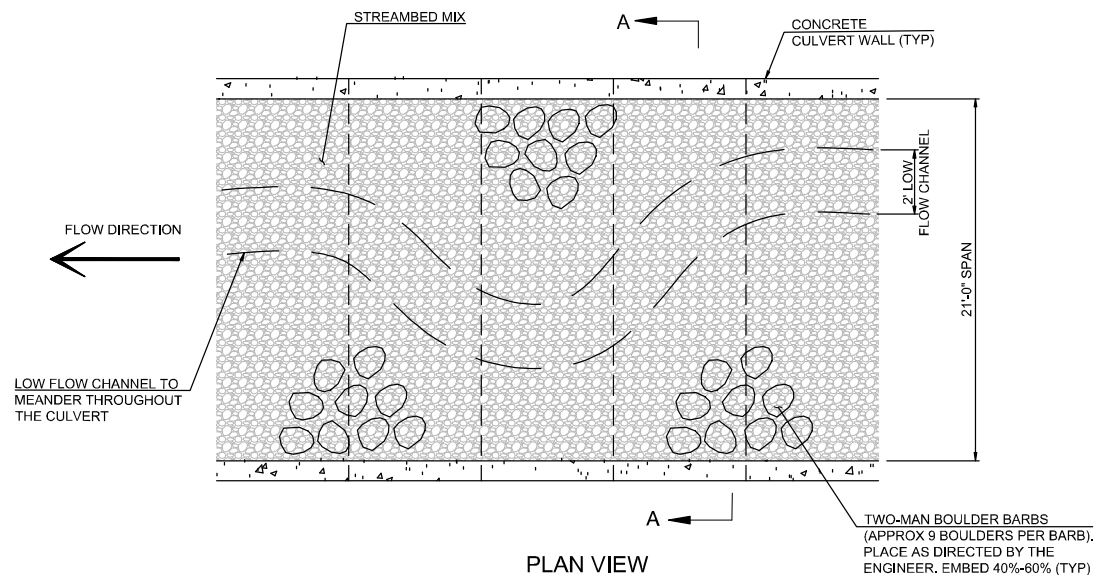 STREAMBED MIX
A
CONCRETE
CULVERT WALL (TYP)
2' LOW
FLOW CHANNEL
FLOW DIRECTION
21'-0" SPAN
LOW FLOW CHANNEL TO
MEANDER THROUGHOUT
THE CULVERT
A
TWO-MAN BOULDER BARBS
(APPROX 9 BOULDERS PER BARB).
PLACE AS DIRECTED BY THE
ENGINEER. EMBED 40%-60% (TYP)
PLAN VIEW